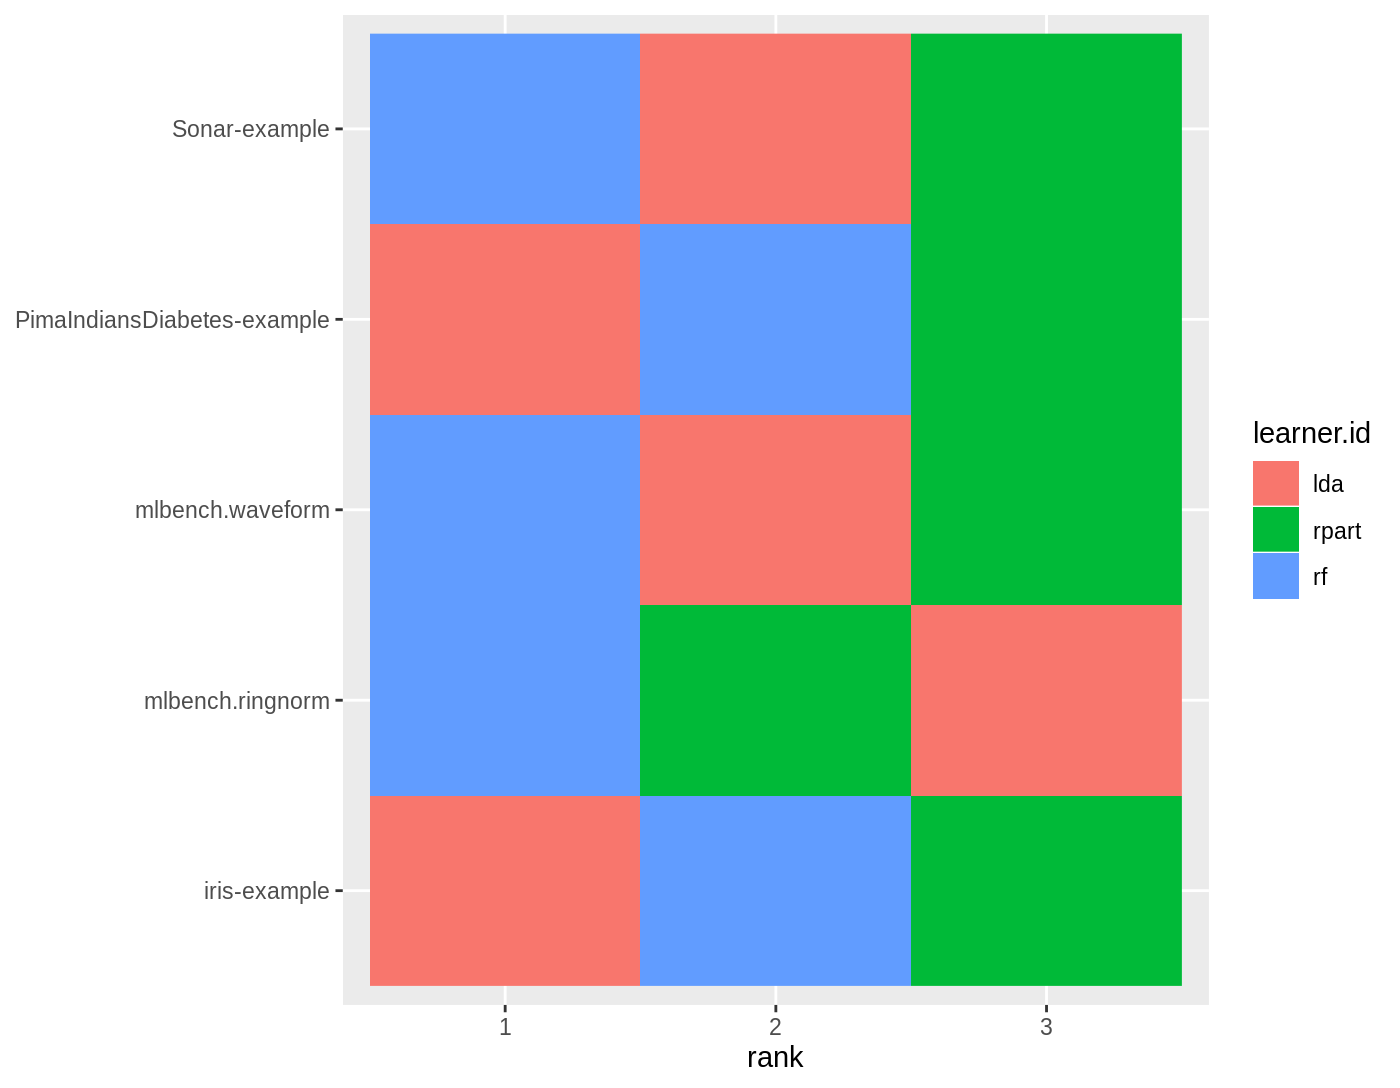 Sonar-example
PimaIndiansDiabetes-example
mlbench.waveform
mlbench.ringnorm
iris-example
1 2 3
rank
learner.id
lda
rpart
rf